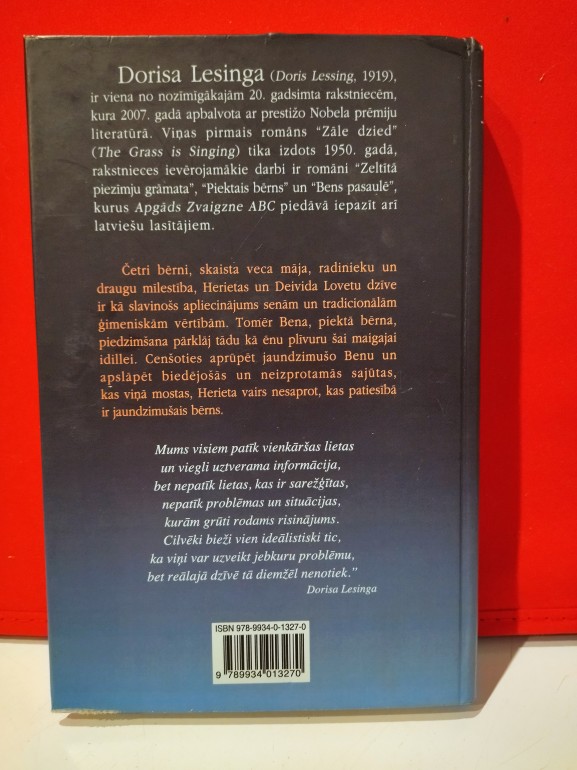 Dorisa Lesinga (Doris Lessing, 1919),
ir viena no nozīmīgākajām 20. gadsimta rakstniecēm,
kura 2007. gadā apbalvota ar prestižo Nobela prēmiju
literatūrā. Viņas pirmais romāns “Zāle dzied”
(The Grass is Singing) tika izdots 1950. gadā,
rakstnieces ievērojamākie darbi ir romāni “Zeltītā
piezīmju grāmata”, “Piektais bērns” un “Bens pasaulē”,
kurus Apgāds Zvaigzne ABC piedāvā iepazīt arī
latviešu lasītājiem.
Četri bērni, skaista veca māja, radinieku un
draugu mīlestība, Herietas un Deivida Lovetu dzīve
ir kā slavinošs apliecinājums senām un tradicionālām
ģimeniskām vērtībām. Tomēr Bena, piektā bērna,
piedzimšana pārklāj tādu kā ēnu plīvuru šai maigajai
idillei. Cenšoties aprūpēt jaundzimušo Benu un
apslāpēt biedējošās un neizprotamās sajūtas,
kas viņā mostas, Herieta vairs nesaprot, kas patiesībā
ir jaundzimušais bērns.
Mums visiem patīk vienkāršas lietas
un viegli uztverama informācija,
bet nepatīk lietas, kas ir sarežģītas,
nepatīk problēmas un situācijas,
kurām grūti rodams risinājums.
Cilvēki bieži vien ideālistiski tic,
ka viņi var uzveikt jebkuru problēmu,
bet reālajā dzīvē tā diemžēl nenotiek.”
Dorisa Lesinga
ISBN 978-9934-0-1327-0
9 789934 013270